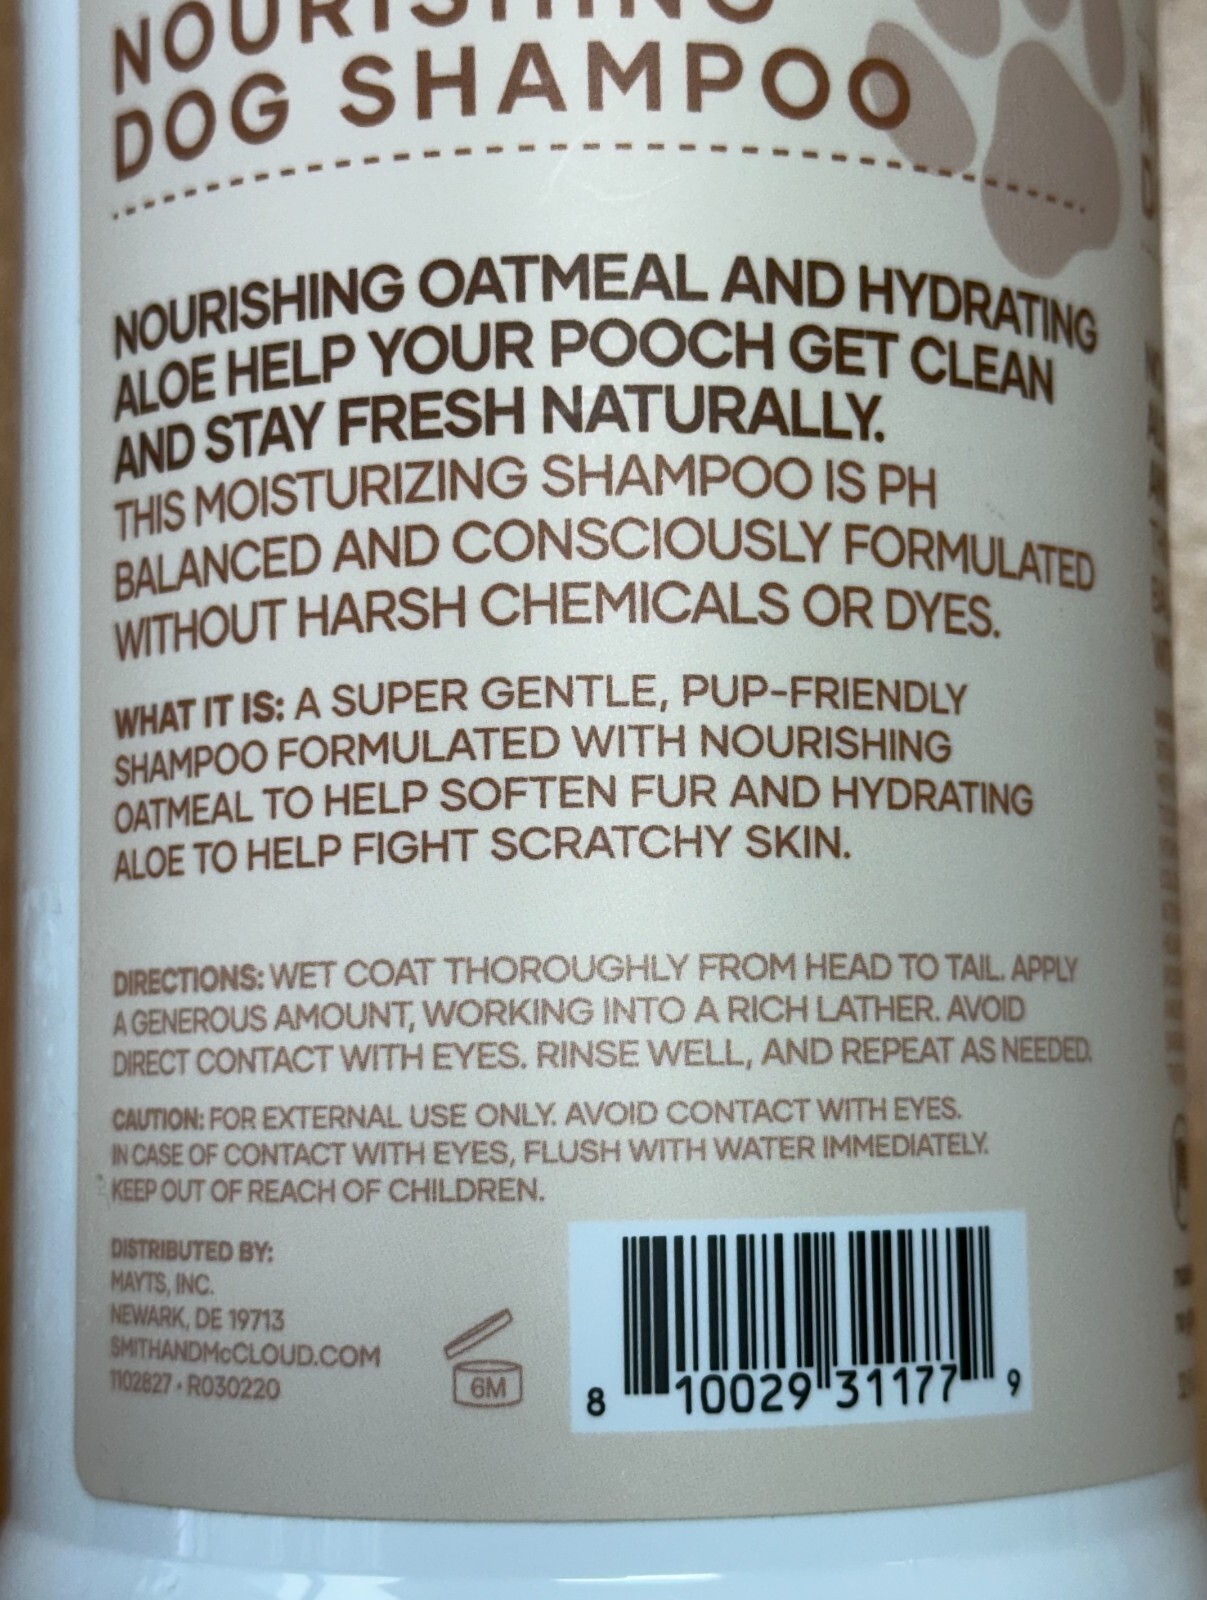 NOURISHING
DOG SHAMPOO
NOURISHING OATMEAL AND HYDRATING
ALOE HELP YOUR POOCH GET CLEAN
AND STAY FRESH NATURALLY.
THIS MOISTURIZING SHAMPOO IS PH
BALANCED AND CONSCIOUSLY FORMULATED
WITHOUT HARSH CHEMICALS OR DYES.
WHAT IT IS: A SUPER GENTLE, PUP-FRIENDLY
SHAMPOO FORMULATED WITH NOURISHING
OATMEAL TO HELP SOFTEN FUR AND HYDRATING
ALOE TO HELP FIGHT SCRATCHY SKIN.
DIRECTIONS: WET COAT THOROUGHLY FROM HEAD TO TAIL. APPLY
A GENEROUS AMOUNT, WORKING INTO A RICH LATHER. AVOID
DIRECT CONTACT WITH EYES. RINSE WELL, AND REPEAT AS NEEDED.
CAUTION: FOR EXTERNAL USE ONLY. AVOID CONTACT WITH EYES.
IN CASE OF CONTACT WITH EYES, FLUSH WITH WATER IMMEDIATELY.
KEEP OUT OF REACH OF CHILDREN.
DISTRIBUTED BY:
MAYTS, INC.
NEWARK, DE 19713
SMITHANDMcCLOUD.COM
1102827 • R030220
6M
8 10029 31177 9